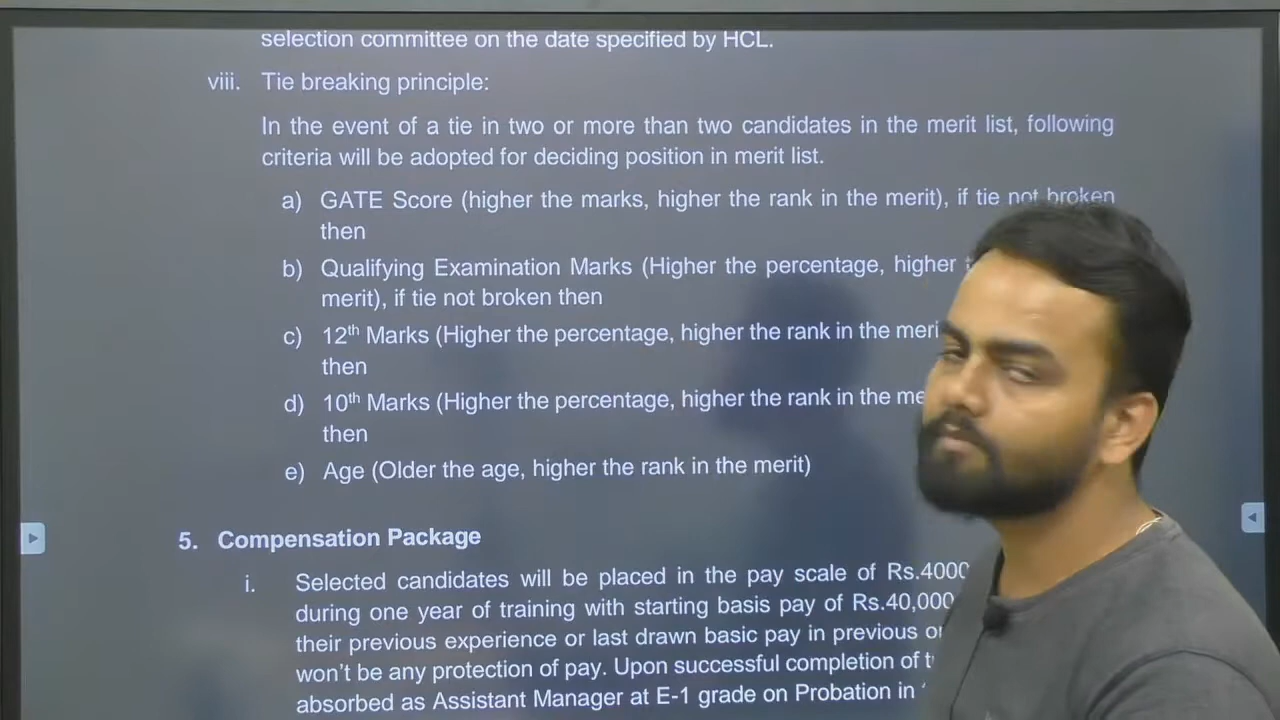 selection committee on the date specified by HCL.
viii. Tie breaking principle:
In the event of a tie in two or more than two candidates in the merit list, following
criteria will be adopted for deciding position in merit list.
a) GATE Score (higher the marks, higher the rank in the merit), if tie not broken
then
b) Qualifying Examination Marks (Higher the percentage, higher
merit), if tie not broken then
c) 12th Marks (Higher the percentage, higher the rank in the
then
d) 10th Marks (Higher the percentage, higher the rank in the
then
e) Age (Older the age, higher the rank in the merit)
5. Compensation Package
i. Selected candidates will be placed in the pay scale of
during one year of training with starting basis pay of Rs.40,000
their previous experience or last drawn basic pay in previous
won't be any protection of pay. Upon successful completion of
absorbed as Assistant Manager at E-1 grade on Probation in